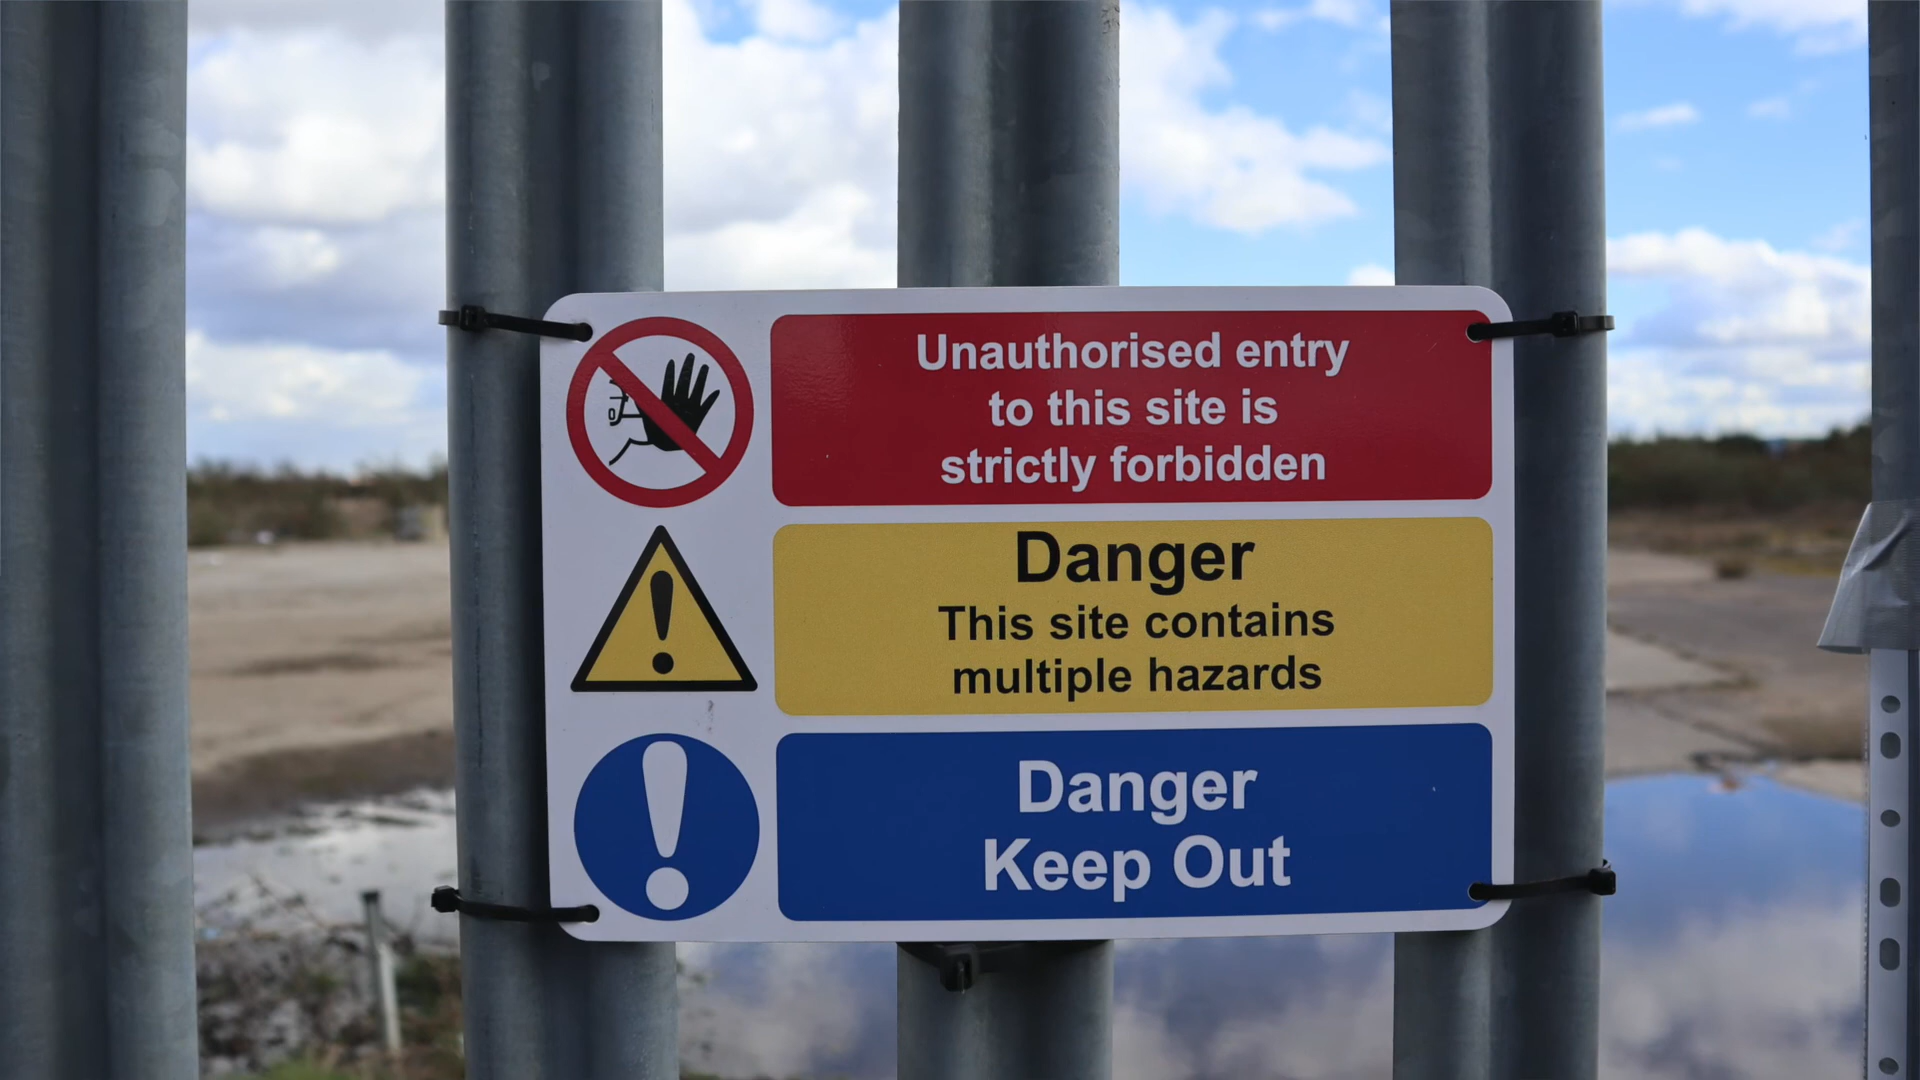 Unauthorised entry
to this site is
strictly forbidden
Danger
This site contains
multiple hazards
Danger
Keep Out